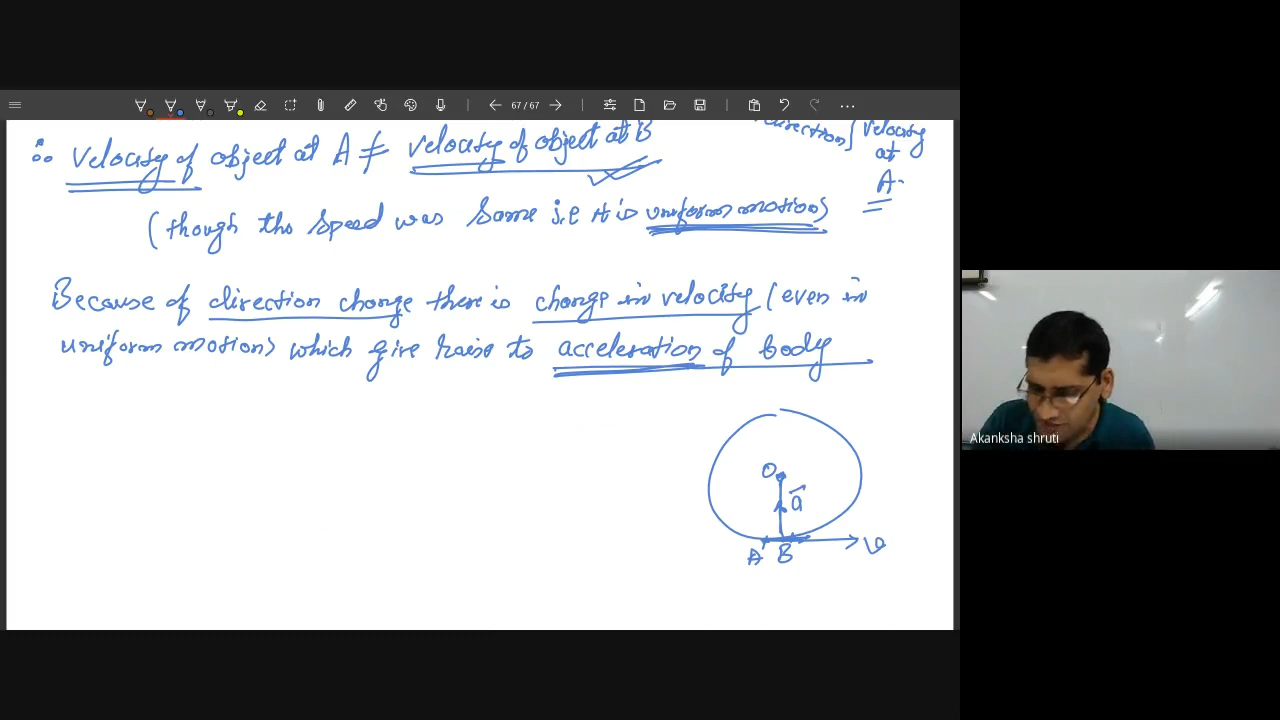 67/67
direction} velocity
at
A.
∴ velocity of object at A ≠ velocity of object at B
(though the speed was same i.e it is uniform motion)
Because of direction change there is change in velocity (even in
uniform motion) which give raise to acceleration of body
O
a
A B v
Akanksha shruti